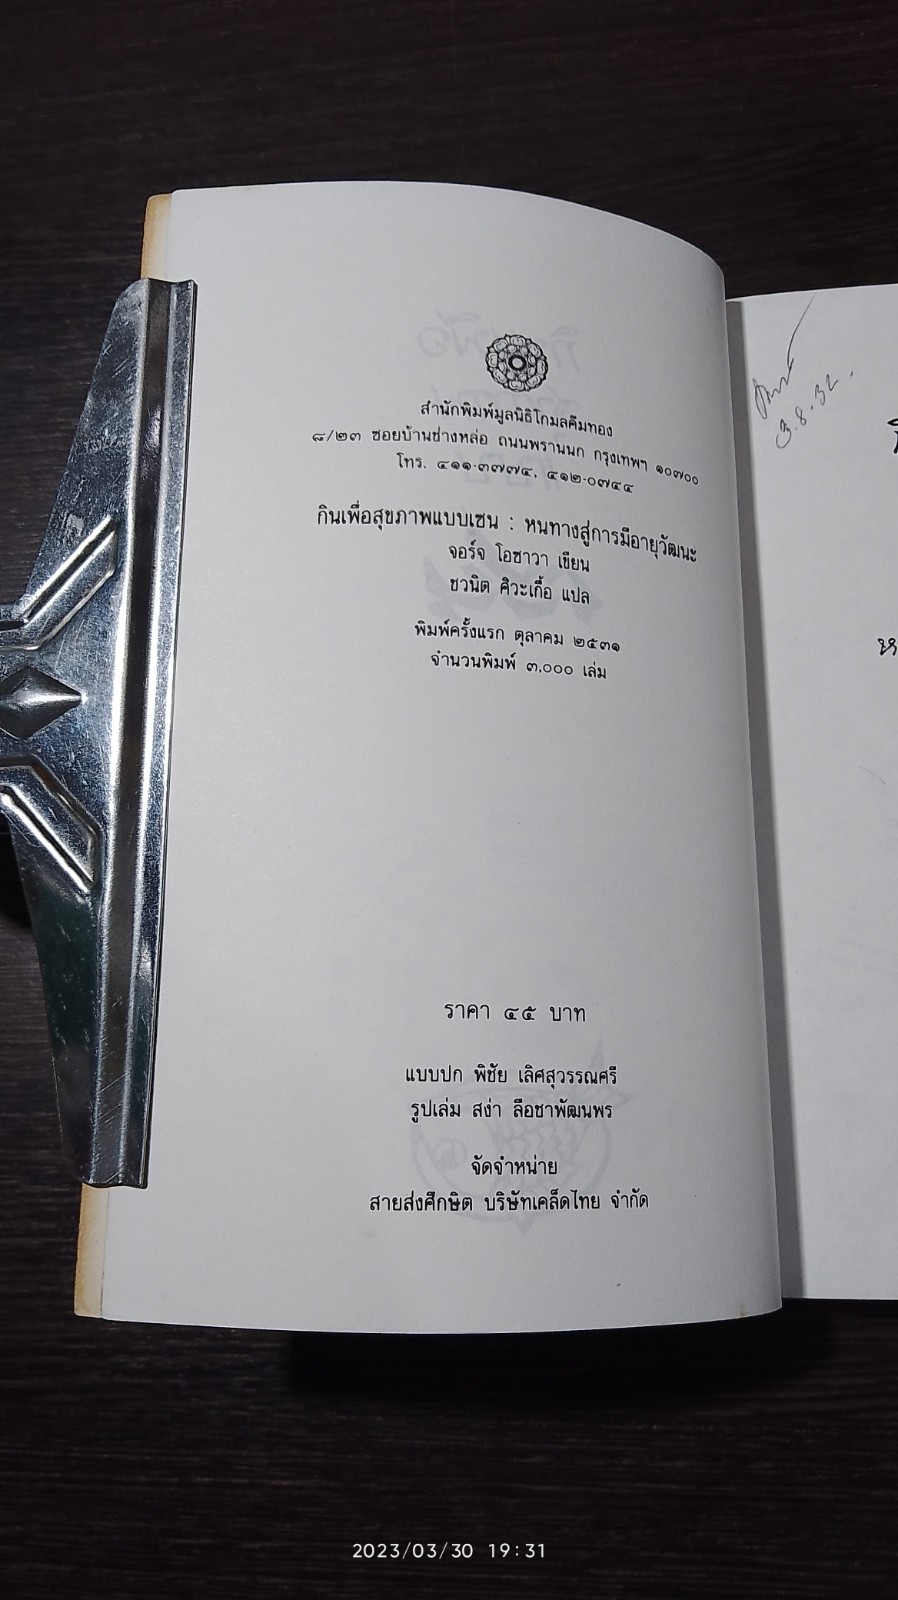 สำนักพิมพ์มูลนิธิโกมลคีมทอง
๘/๒๓ ซอยบ้านช่างหล่อ ถนนพรานนก กรุงเทพฯ ๑๐๗๐๐
โทร. ๔๑๑-๓๗๗๔, ๔๑๒-๐๗๔๔
กินเพื่อสุขภาพแบบเซน : หนทางสู่การมีอายุวัฒนะ
จอร์จ โอซาวา เขียน
ชวนิด ศิวะเกื้อ แปล
พิมพ์ครั้งแรก ตุลาคม ๒๕๓๑
จำนวนพิมพ์ ๓,๐๐๐ เล่ม
ราคา ๔๕ บาท
แบบปก พิชัย เลิศสุวรรณศรี
รูปเล่ม สง่า ลือชาพัฒนพร
จัดจำหน่าย
สายส่งศึกษิต บริษัทเคล็ดไทย จำกัด
3.8.32.
2023/03/30 19:31